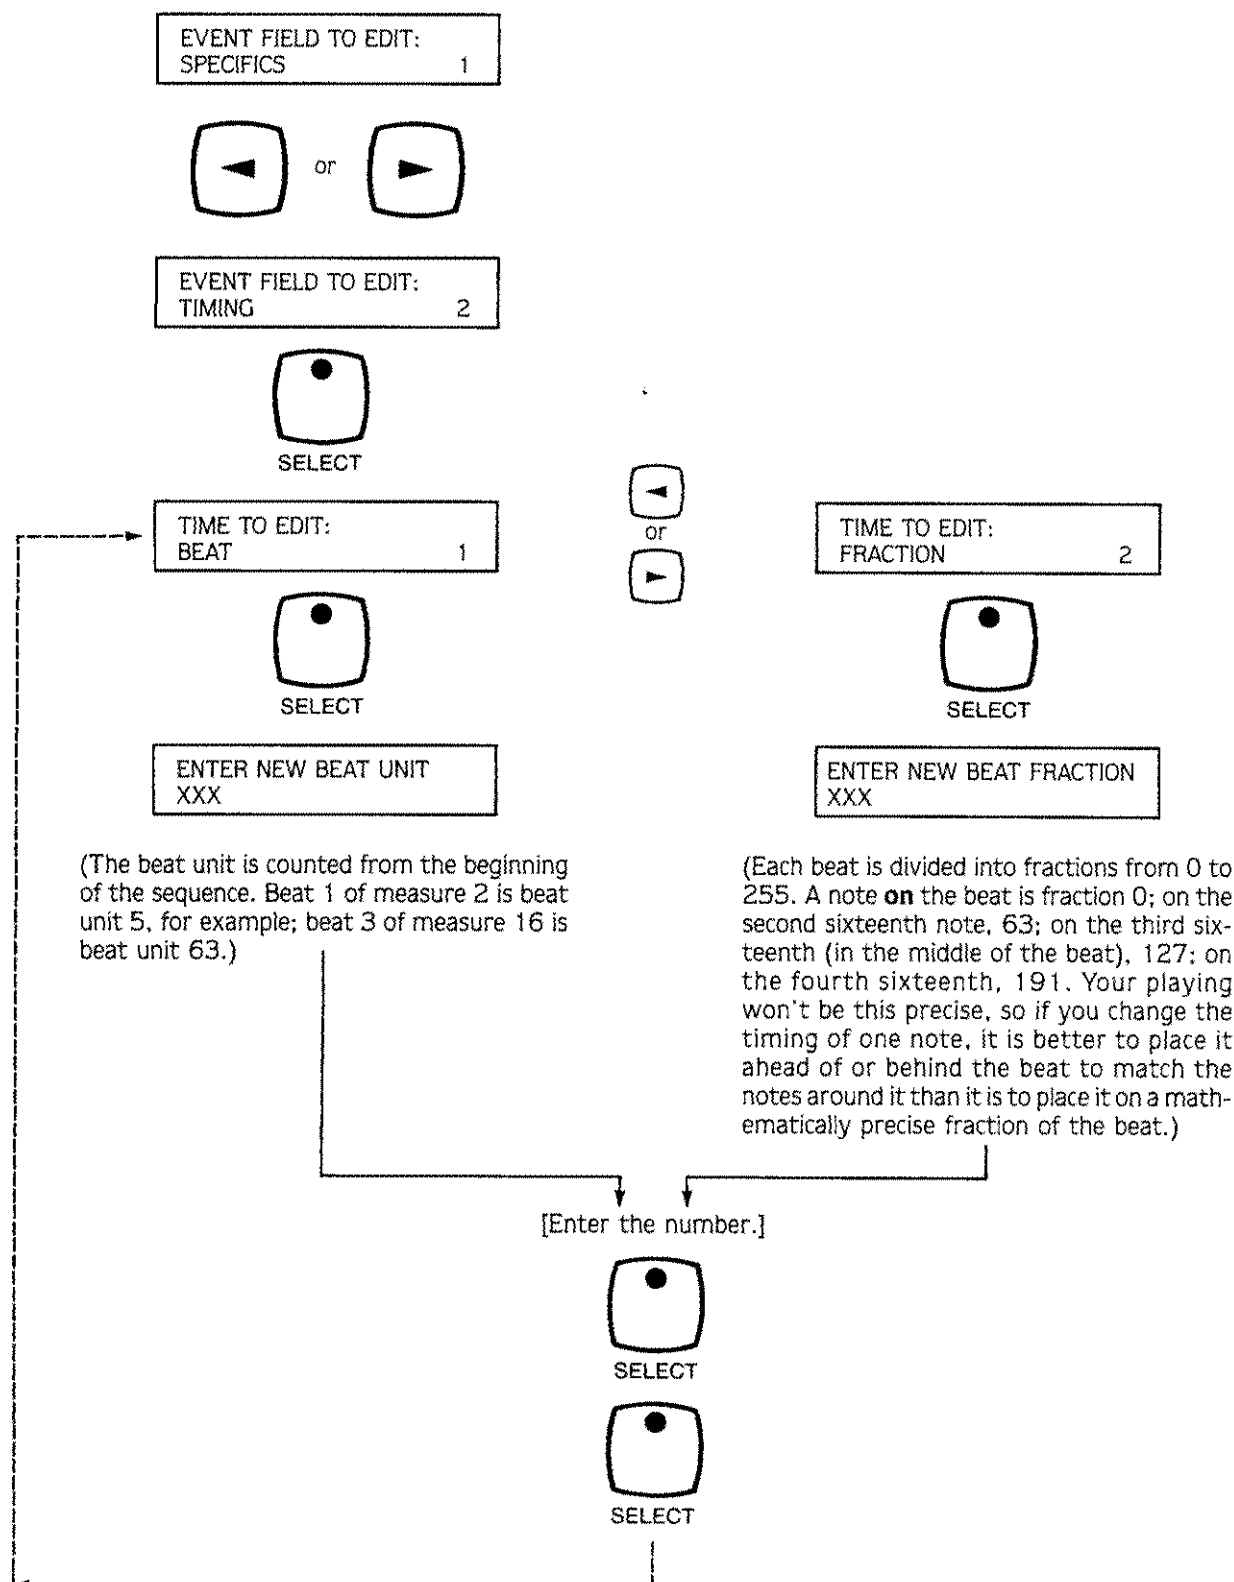 EVENT FIELD TO EDIT:
SPECIFICS 1
or
EVENT FIELD TO EDIT:
TIMING 2
SELECT
TIME TO EDIT:
BEAT 1
or
TIME TO EDIT:
FRACTION 2
SELECT
SELECT
ENTER NEW BEAT UNIT
XXX
ENTER NEW BEAT FRACTION
XXX
(The beat unit is counted from the beginning
of the sequence. Beat 1 of measure 2 is beat
unit 5, for example; beat 3 of measure 16 is
beat unit 63.)
(Each beat is divided into fractions from 0 to
255. A note on the beat is fraction 0; on the
second sixteenth note, 63; on the third six-
teenth (in the middle of the beat), 127; on
the fourth sixteenth, 191. Your playing
won't be this precise, so if you change the
timing of one note, it is better to place it
ahead of or behind the beat to match the
notes around it than it is to place it on a math-
ematically precise fraction of the beat.)
[Enter the number.]
SELECT
SELECT